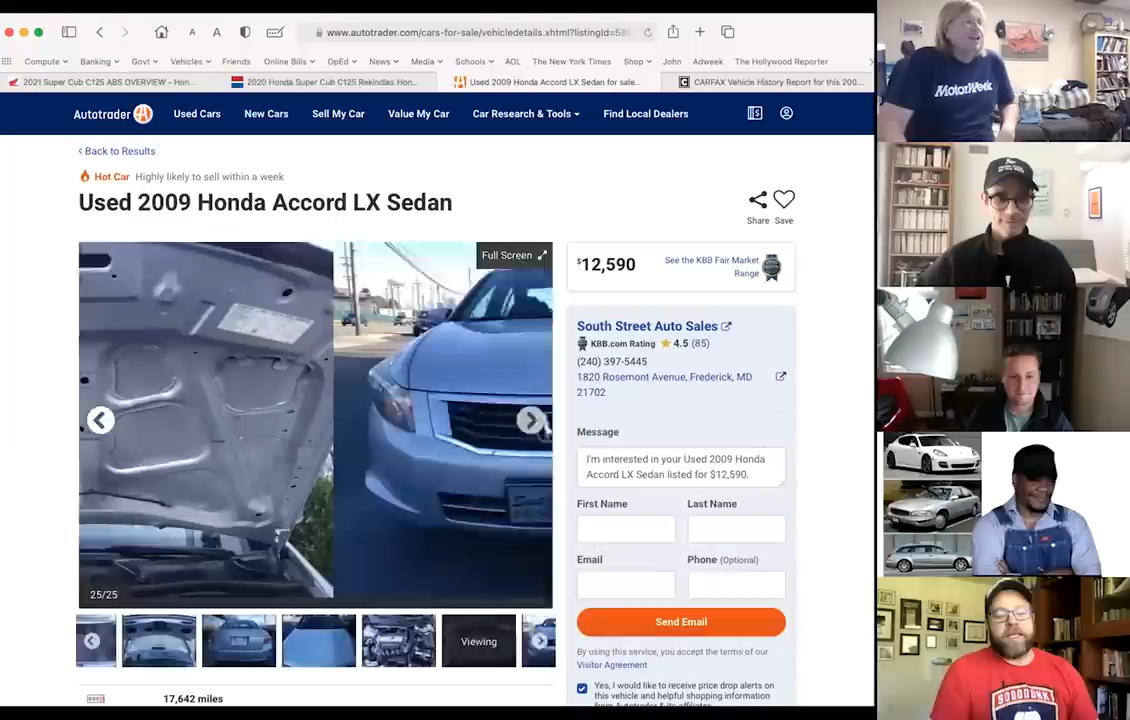 www.autotrader.com/cars-for-sale/vehicledetails.xhtml?listingId=58
A A
Compute Banking Govt Vehicles Friends Online Bills OpEd News Media Schools AOL The New York Times Shop John Adweek The Hollywood Reporter
2021 Super Cub C125 ABS OVERVIEW - Hon...
2020 Honda Super Cub C125 Rekindles Hon...
Used 2009 Honda Accord LX Sedan for sale...
CARFAX Vehicle History Report for this 200...
Autotrader Used Cars New Cars Sell My Car Value My Car Car Research & Tools Find Local Dealers
Back to Results
Hot Car Highly likely to sell within a week
Used 2009 Honda Accord LX Sedan
Share Save
Full Screen
25/25
Viewing
17,642 miles
$12,590
See the KBB Fair Market
Range
South Street Auto Sales
KBB.com Rating 4.5 (85)
(240) 397-5445
1820 Rosemont Avenue, Frederick, MD
21702
Message
I'm interested in your Used 2009 Honda
Accord LX Sedan listed for $12,590.
First Name Last Name
Email Phone (Optional)
Send Email
By using this service, you accept the terms of our
Visitor Agreement
Yes, I would like to receive price drop alerts on
this vehicle and helpful shopping information
from Autotrader & its affiliates.
MotorWeek